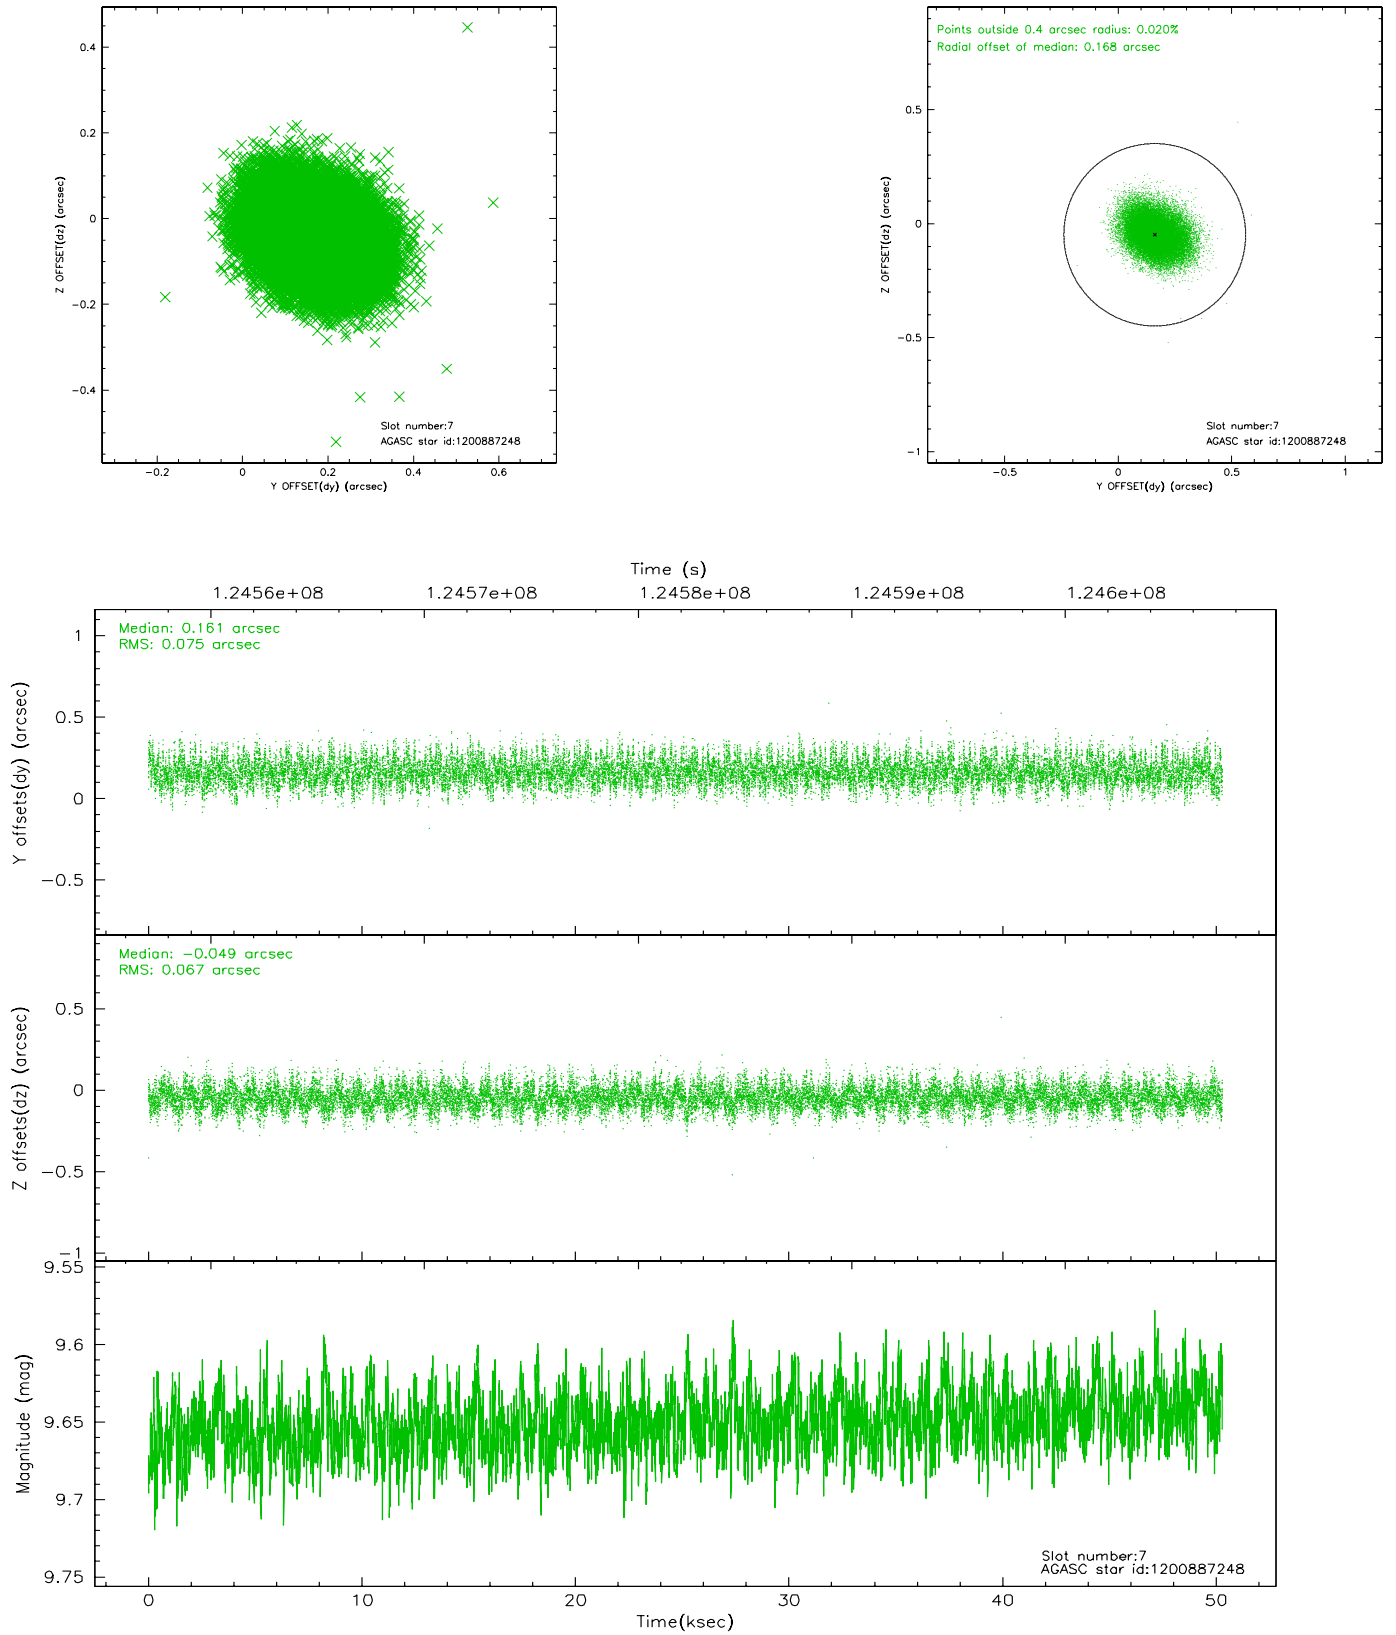 0.4
0.2
0
−0.2
−0.4
Z OFFSET(dz) (arcsec)
Slot number:7
AGASC star id:1200887248
−0.2
0
0.2
0.4
0.6
Y OFFSET(dy) (arcsec)
Points outside 0.4 arcsec radius: 0.020%
Radial offset of median: 0.168 arcsec
0.5
0
−0.5
−1
Z OFFSET(dz) (arcsec)
Slot number:7
AGASC star id:1200887248
−0.5
0
0.5
1
Y OFFSET(dy) (arcsec)
Time (s)
1.2456e+08
1.2457e+08
1.2458e+08
1.2459e+08
1.246e+08
Median: 0.161 arcsec
RMS: 0.075 arcsec
1
0.5
0
−0.5
Y offsets(dy) (arcsec)
Median: −0.049 arcsec
RMS: 0.067 arcsec
0.5
0
−0.5
−1
Z offsets(dz) (arcsec)
9.55
9.6
9.65
9.7
9.75
Magnitude (mag)
Slot number:7
AGASC star id:1200887248
0
10
20
30
40
50
Time(ksec)